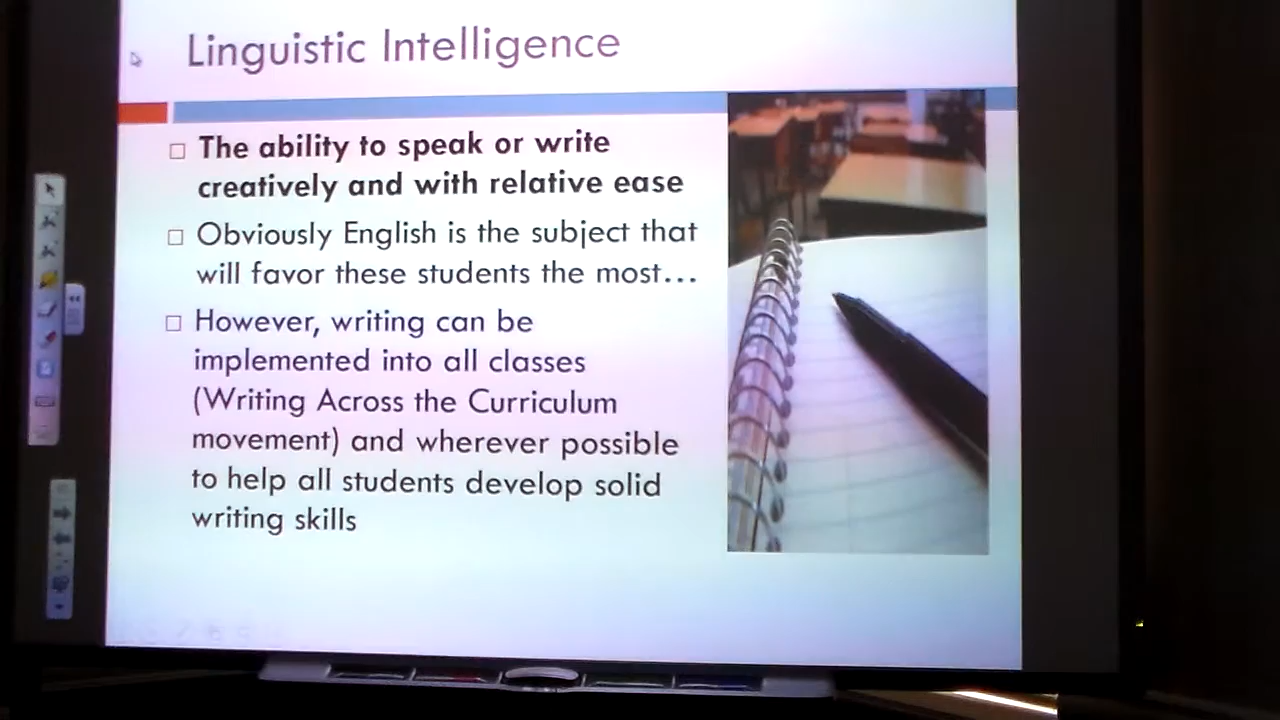 Linguistic Intelligence
The ability to speak or write
creatively and with relative ease
Obviously English is the subject that
will favor these students the most...
However, writing can be
implemented into all classes
(Writing Across the Curriculum
movement) and wherever possible
to help all students develop solid
writing skills